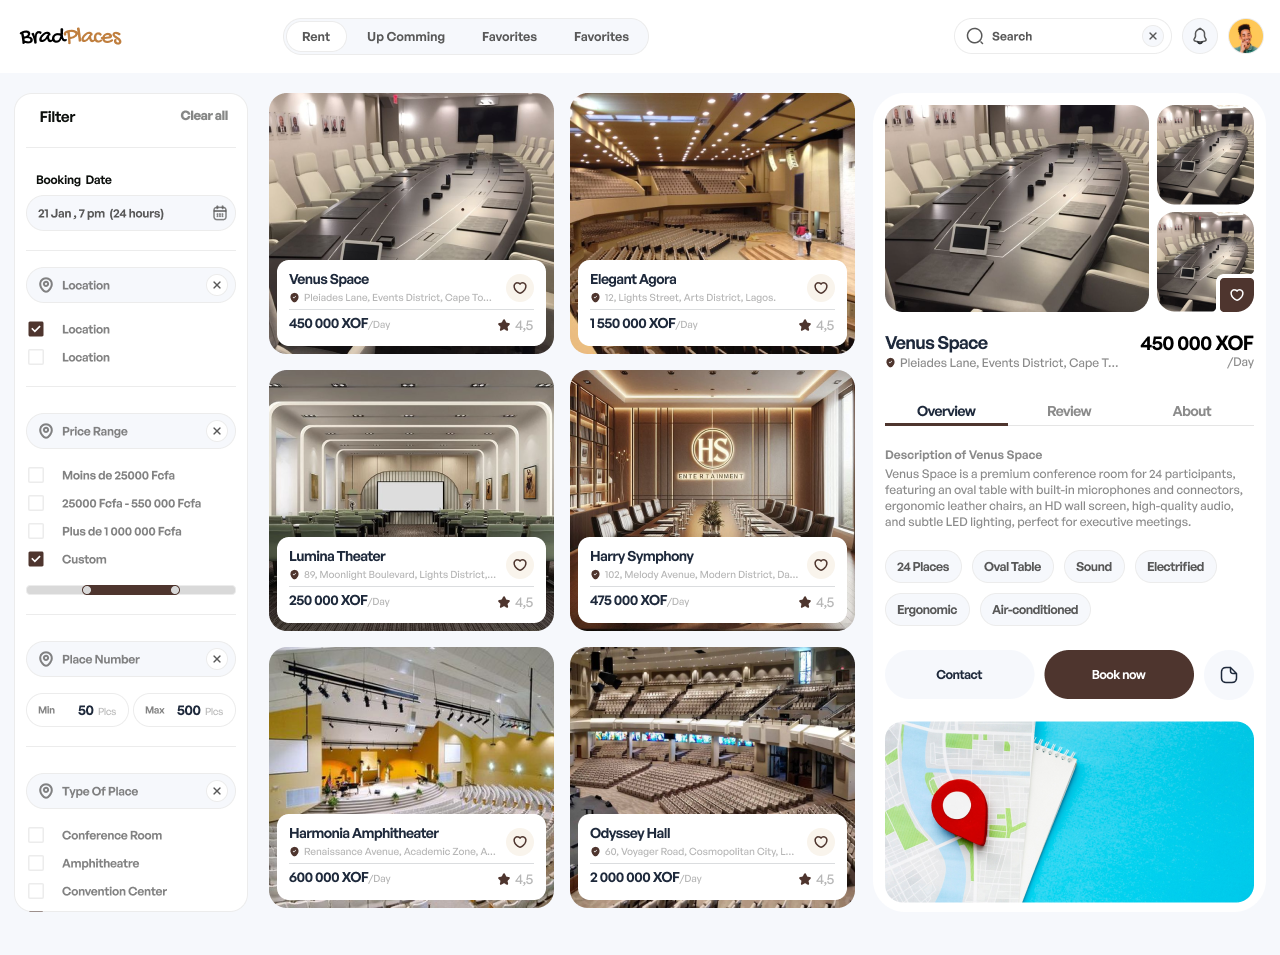 BradPlaces
Rent
Up Comming
Favorites
Favorites
Search
Filter
Clear all
Booking Date
21 Jan , 7 pm (24 hours)
Location
Location
Location
Price Range
Moins de 25000 Fcfa
25000 Fcfa - 550 000 Fcfa
Plus de 1 000 000 Fcfa
Custom
Place Number
Min 50 Plcs
Max 500 Plcs
Type Of Place
Conference Room
Amphitheatre
Convention Center
Venus Space
Pleiades Lane, Events District, Cape To...
450 000 XOF/Day
4,5
Elegant Agora
12, Lights Street, Arts District, Lagos.
1 550 000 XOF/Day
4,5
Lumina Theater
89, Moonlight Boulevard, Lights District,...
250 000 XOF/Day
4,5
HS
ENTERTAINMENT
Harry Symphony
102, Melody Avenue, Modern District, Da...
475 000 XOF/Day
4,5
Harmonia Amphitheater
Renaissance Avenue, Academic Zone, A...
600 000 XOF/Day
4,5
Odyssey Hall
60, Voyager Road, Cosmopolitan City, L...
2 000 000 XOF/Day
4,5
Venus Space
450 000 XOF
Pleiades Lane, Events District, Cape T...
/Day
Overview
Review
About
Description of Venus Space
Venus Space is a premium conference room for 24 participants,
featuring an oval table with built-in microphones and connectors,
ergonomic leather chairs, an HD wall screen, high-quality audio,
and subtle LED lighting, perfect for executive meetings.
24 Places
Oval Table
Sound
Electrified
Ergonomic
Air-conditioned
Contact
Book now